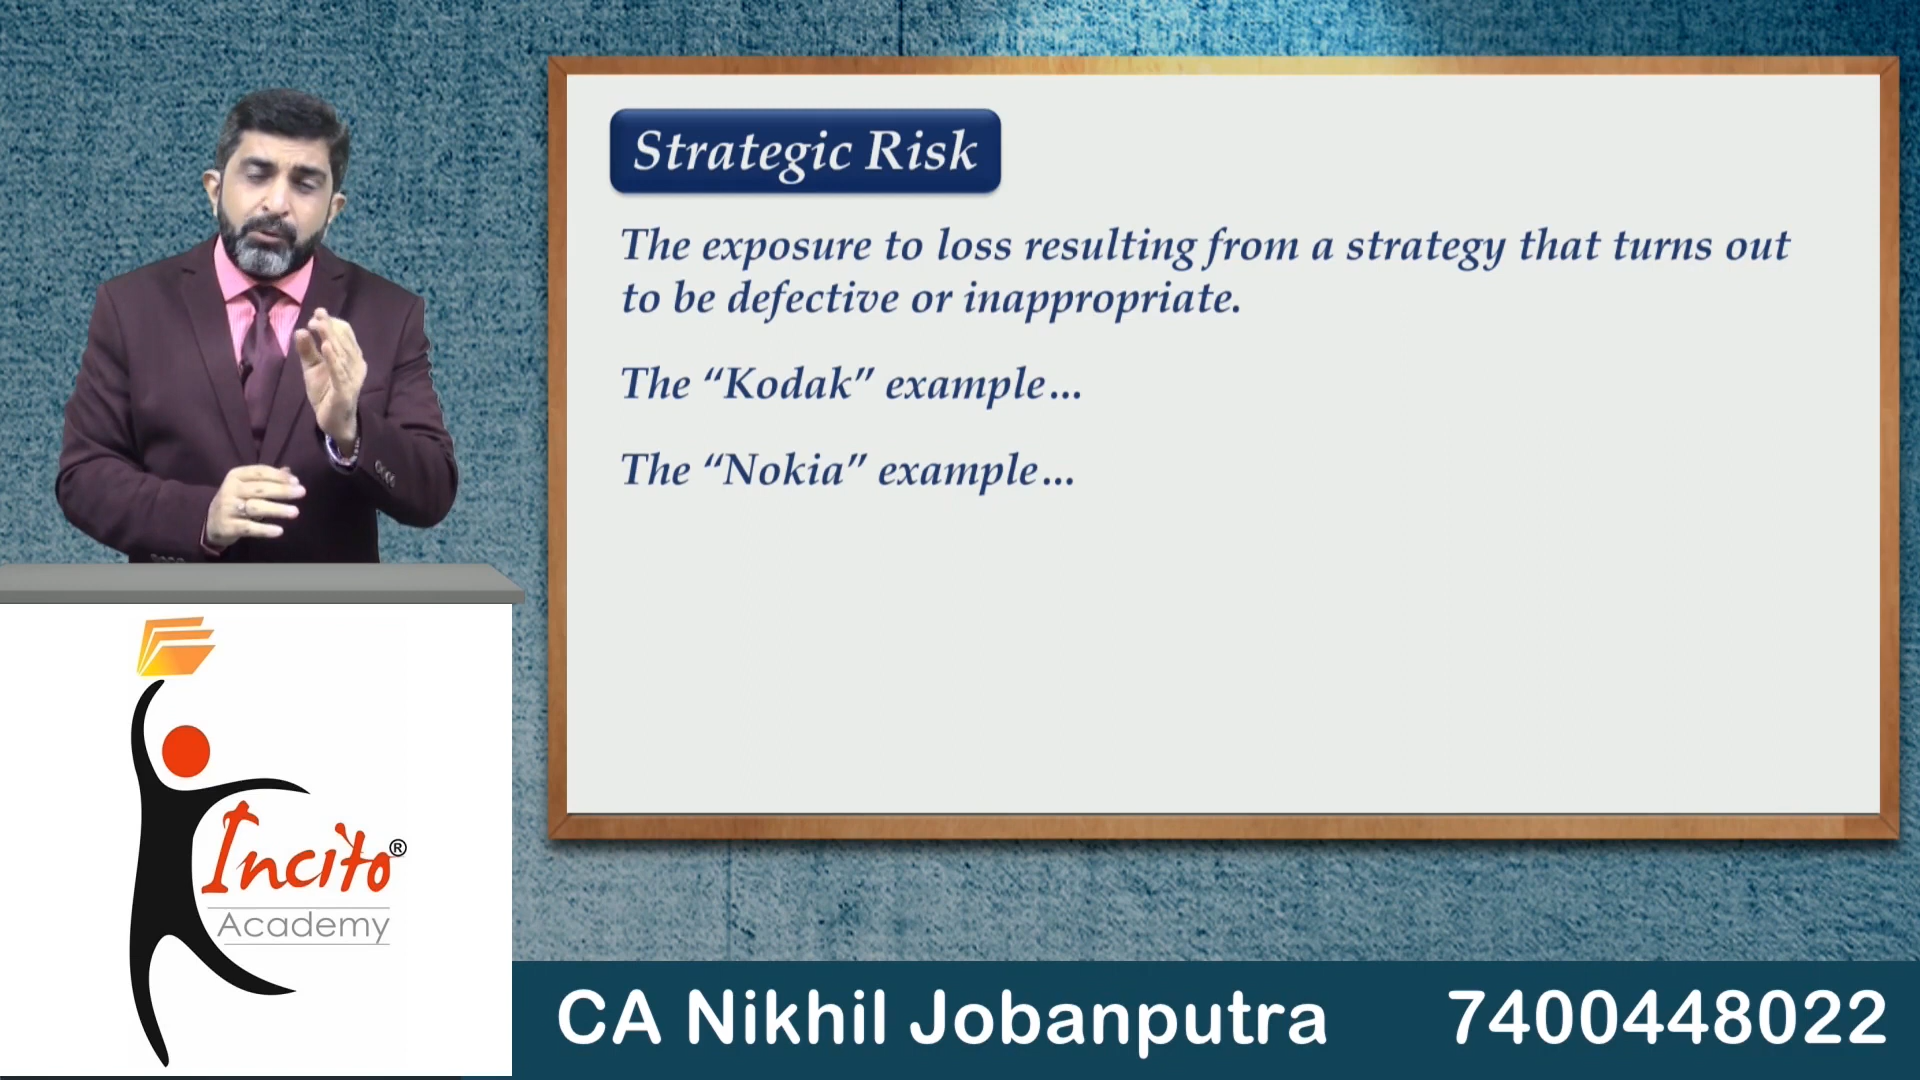 Strategic Risk
The exposure to loss resulting from a strategy that turns out
to be defective or inappropriate.
The “Kodak” example...
The “Nokia” example...
Incito®
Academy
CA Nikhil Jobanputra 7400448022